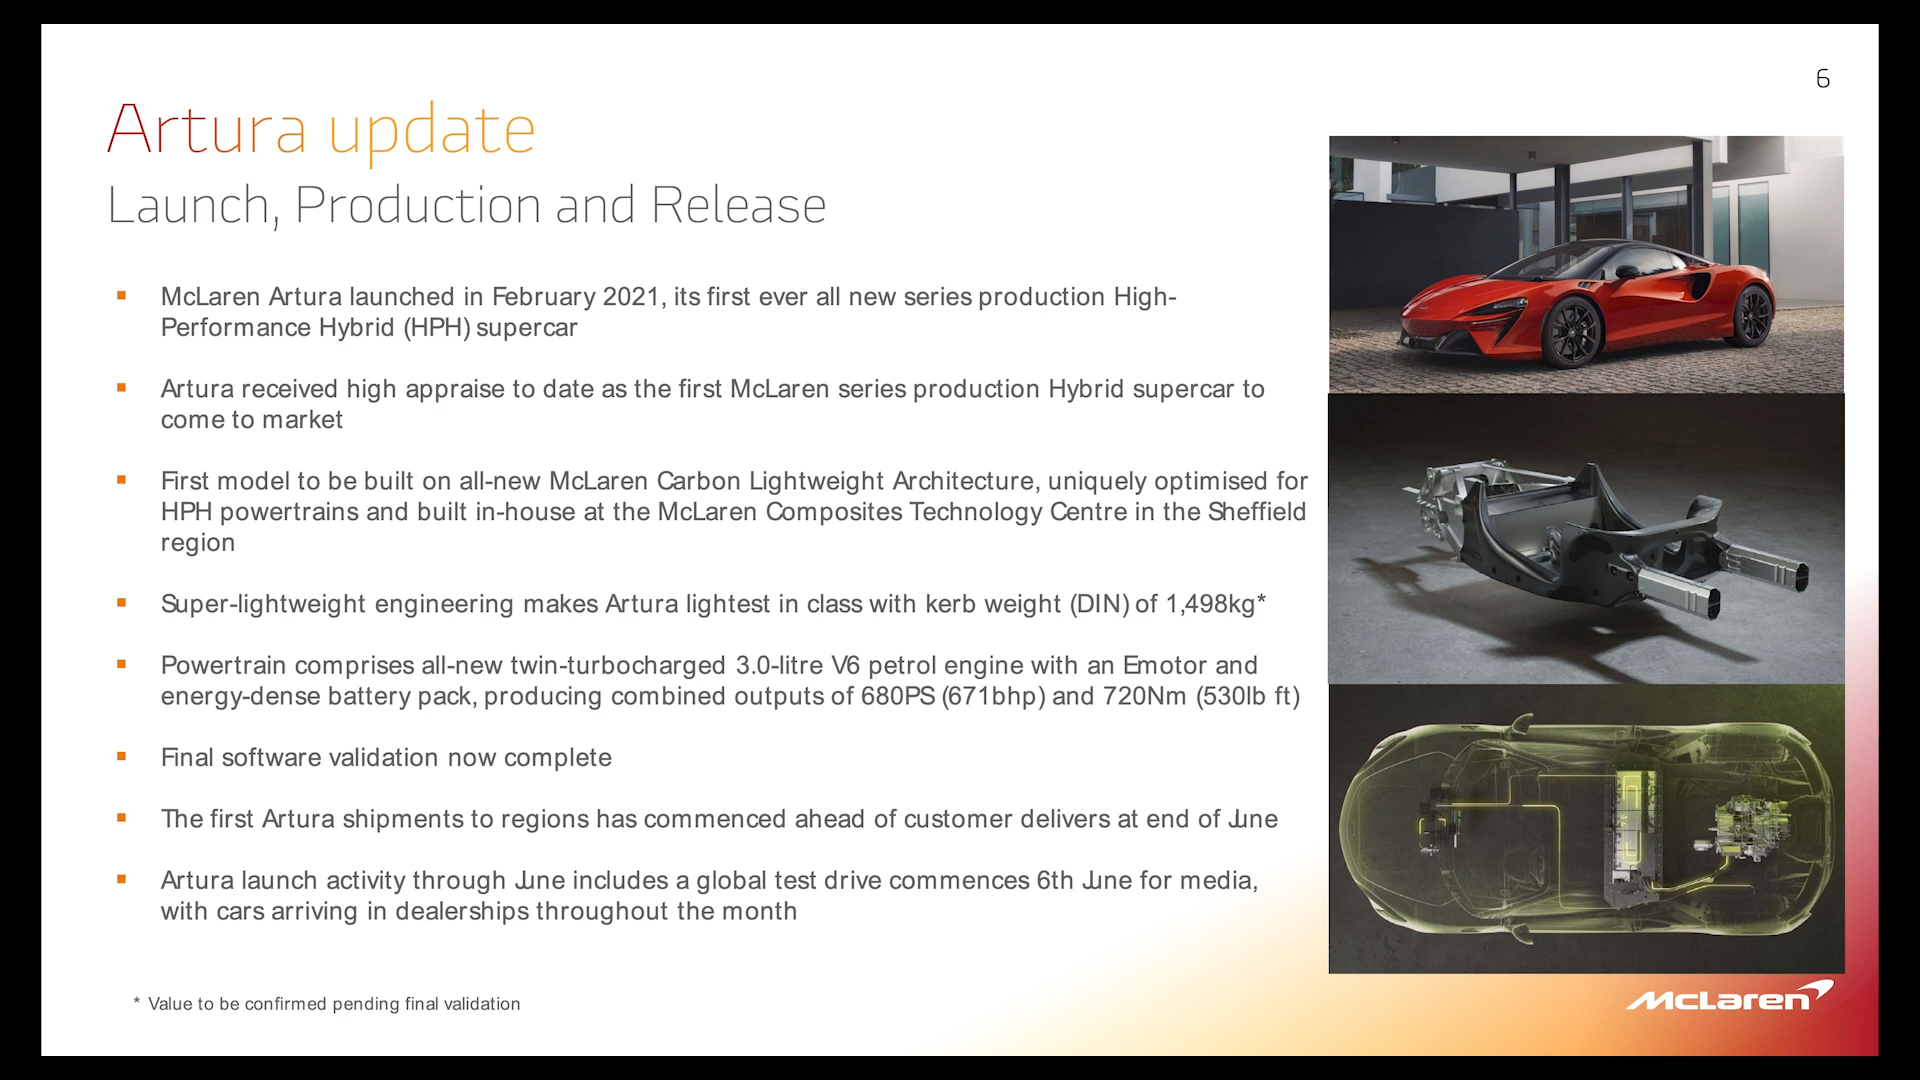 6
Artura update
Launch, Production and Release
▪ McLaren Artura launched in February 2021, its first ever all new series production High-
Performance Hybrid (HPH) supercar
▪ Artura received high appraise to date as the first McLaren series production Hybrid supercar to
come to market
▪ First model to be built on all-new McLaren Carbon Lightweight Architecture, uniquely optimised for
HPH powertrains and built in-house at the McLaren Composites Technology Centre in the Sheffield
region
▪ Super-lightweight engineering makes Artura lightest in class with kerb weight (DIN) of 1,498kg*
▪ Powertrain comprises all-new twin-turbocharged 3.0-litre V6 petrol engine with an Emotor and
energy-dense battery pack, producing combined outputs of 680PS (671bhp) and 720Nm (530lb ft)
▪ Final software validation now complete
▪ The first Artura shipments to regions has commenced ahead of customer delivers at end of June
▪ Artura launch activity through June includes a global test drive commences 6th June for media,
with cars arriving in dealerships throughout the month
* Value to be confirmed pending final validation
McLaren